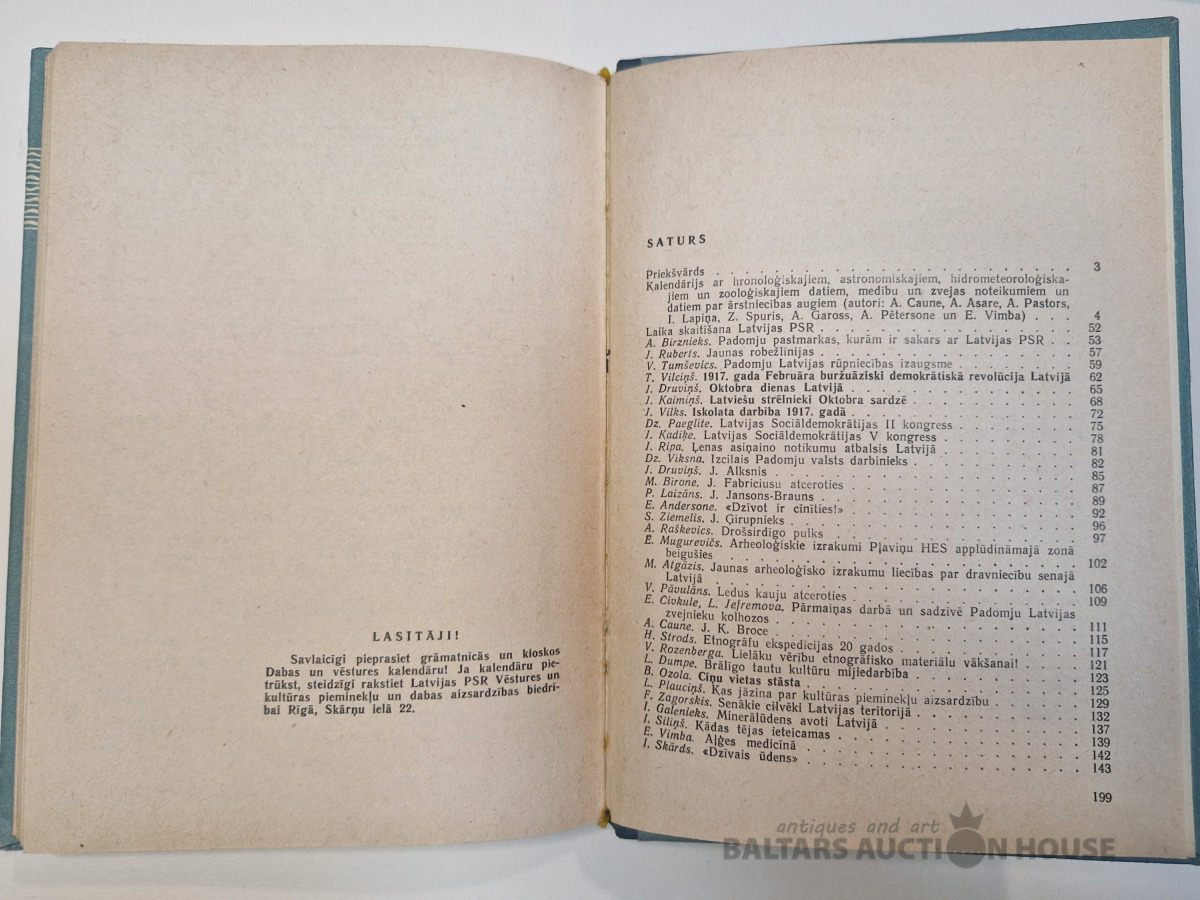 LASĪTĀJI!
Savlaicīgi pieprasiet grāmatnīcās un kioskos
Dabas un vēstures kalendāru! Ja kalendāru pie-
trūkst, steidzīgi rakstiet Latvijas PSR Vēstures un
kultūras pieminekļu un dabas aizsardzības biedrī-
bai Rīgā, Skārņu ielā 22.
SATURS
Priekšvārds . . . 3
Kalendārijs ar hronoloģiskajiem, astronomiskajiem, hidrometeoroloģiska-
jiem un zooloģiskajiem datiem, medību un zvejas noteikumiem un
datiem par ārstniecības augiem (autori: A. Caune, A. Asare, A. Pastors,
I. Lapiņa, Z. Spuris, A. Gaross, A. Pētersone un E. Vimba) . . . 4
Laika skaitīšana Latvijas PSR . . . 52
A. Birznieks. Padomju pastmarkas, kurām ir sakars ar Latvijas PSR . . 53
J. Ruberts. Jaunas robežlīnijas . . . 57
V. Tumševics. Padomju Latvijas rūpniecības izaugsme . . . 59
T. Vilciņš. 1917. gada Februāra buržuāziski demokrātiskā revolūcija Latvijā 62
J. Druviņš. Oktobra dienas Latvijā . . . 65
J. Kaimiņš. Latviešu strēlnieki Oktobra sardzē . . . 68
J. Vilks. Iskolata darbība 1917. gadā . . . 72
Dz. Paeglīte. Latvijas Sociāldemokrātijas II kongress . . . 75
J. Kadiķe. Latvijas Sociāldemokrātijas V kongress . . . 78
J. Ripa. Ļenas asiņaino notikumu atbalsis Latvijā . . . 81
Dz. Vīksna. Izcilais Padomju valsts darbinieks . . . 82
J. Druviņš. J. Alksnis . . . 85
M. Birone. J. Fabriciusu atceroties . . . 87
P. Laizāns. J. Jansons-Brauns . . . 89
E. Andersone. «Dzīvot ir cīnīties!» . . . 92
S. Ziemelis. J. Ģirupnieks . . . 96
A. Raškevics. Drošsirdīgo pulks . . . 97
Ē. Mugurēvičs. Arheoloģiskie izrakumi Pļaviņu HES applūdināmajā zonā
beigušies . . . 102
M. Atgāzis. Jaunas arheoloģisko izrakumu liecības par dravniecību senajā
Latvijā . . . 106
V. Pāvulāns. Ledus kauju atceroties . . . 109
E. Civkule, L. Jefremova. Pārmaiņas darbā un sadzīvē Padomju Latvijas
zvejnieku kolhozos . . . 111
A. Caune. J. K. Broce . . . 115
H. Strods. Etnogrāfu ekspedīcijas 20 gados . . . 117
V. Rozenberga. Lielāku vērību etnogrāfisko materiālu vākšanai! . . . 121
L. Dumpe. Brālīgo tautu kultūru mijiedarbība . . . 123
B. Ozola. Cīņu vietas stāsta . . . 125
L. Plauciņš. Kas jāzina par kultūras pieminekļu aizsardzību . . . 129
F. Zagorskis. Senākie cilvēki Latvijas teritorijā . . . 132
I. Galenieks. Minerālūdens avoti Latvijā . . . 137
I. Siliņš. Kādas tējas ieteicamas . . . 139
E. Vimba. Aļģes medicīnā . . . 142
I. Skārds. «Dzīvais ūdens» . . . 143
199
antiques and art
BALTARS AUCTION HOUSE